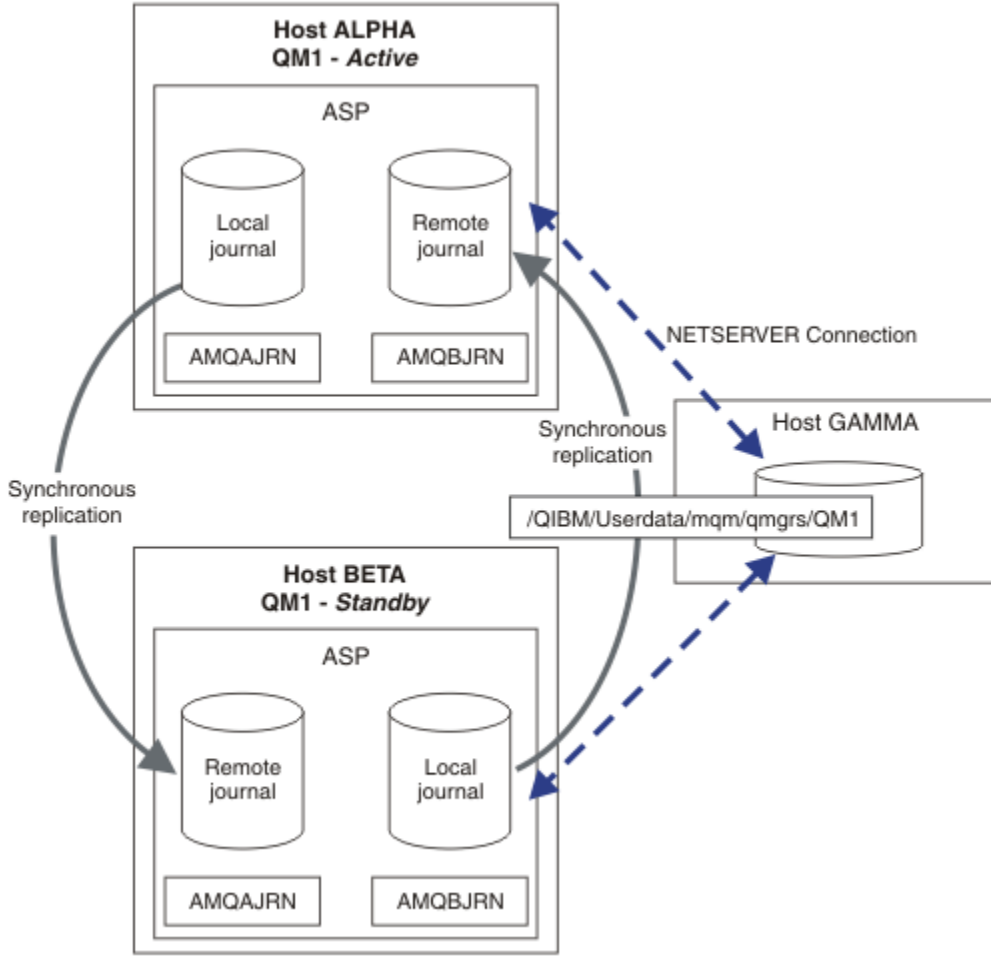 Host ALPHA
QM1 - Active
ASP
Local
journal
Remote
journal
AMQAJRN
AMQBJRN
NETSERVER Connection
Host GAMMA
/QIBM/Userdata/mqm/qmgrs/QM1
Synchronous
replication
Synchronous
replication
Host BETA
QM1 - Standby
ASP
Remote
journal
Local
journal
AMQAJRN
AMQBJRN